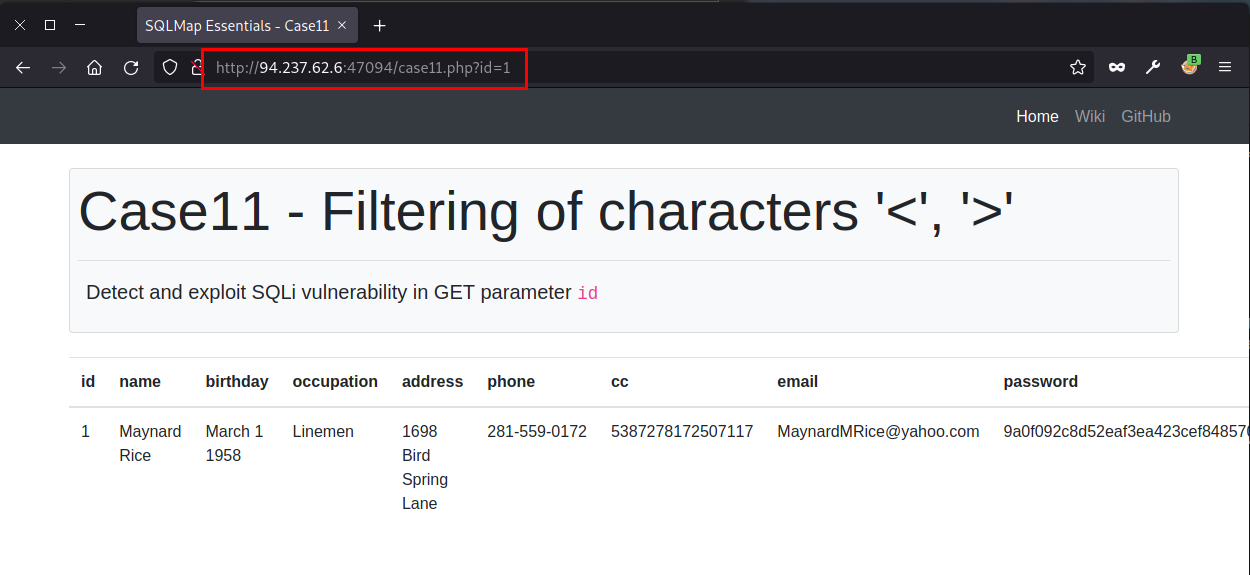 SQLMap Essentials - Case11
http://94.237.62.6:47094/case11.php?id=1
B
Home Wiki GitHub
Case11 - Filtering of characters '<', '>'
Detect and exploit SQLi vulnerability in GET parameter id
id name birthday occupation address phone cc email password
1 Maynard March 1 Linemen 1698 281-559-0172 5387278172507117 MaynardMRice@yahoo.com 9a0f092c8d52eaf3ea423cef84857
Rice 1958 Bird
Spring
Lane